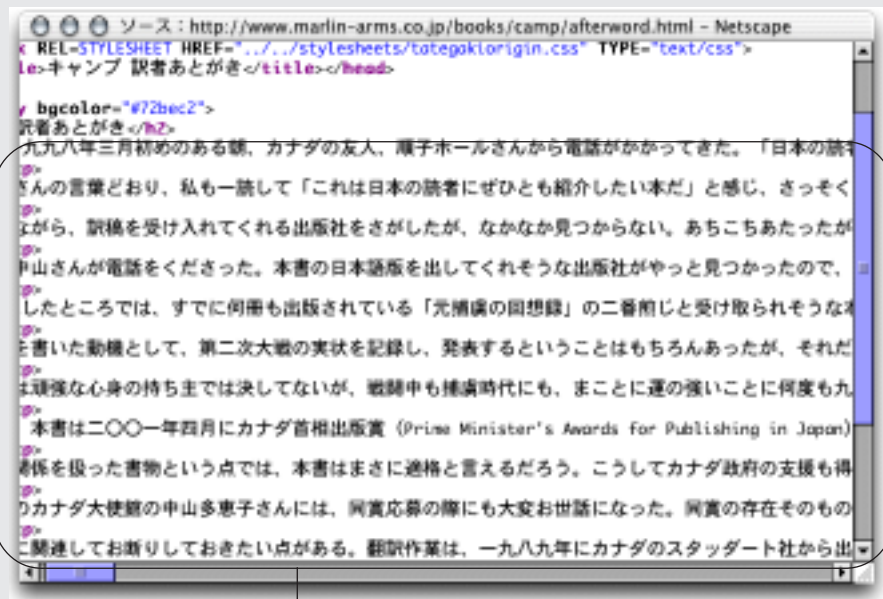 ソース：http://www.marlin-arms.co.jp/books/camp/afterword.html - Netscape
REL=STYLESHEET HREF="../../stylesheets/tategakiorigin.css" TYPE="text/css">
le>キャンプ 訳者あとがき</title></head>
y bgcolor="#72bec2">
訳者あとがき</h2>
九九八年三月初めのある朝、カナダの友人、順子ホールさんから電話がかかってきた。「日本の読者
さんの言葉どおり、私も一読して「これは日本の読者にぜひとも紹介したい本だ」と感じ、さっそく
ながら、訳稿を受け入れてくれる出版社をさがしたが、なかなか見つからない。あちこちあたったが
中山さんが電話をくださった。本書の日本語版を出してくれそうな出版社がやっと見つかったので、
したところでは、すでに何冊も出版されている「元捕虜の回想録」の二番煎じと受け取られそうな本
を書いた動機として、第二次大戦の実状を記録し、発表するということはもちろんあったが、それだ
は頑強な心身の持ち主では決してないが、戦闘中も捕虜時代にも、まことに運の強いことに何度も九
本書は二〇〇一年四月にカナダ首相出版賞（Prime Minister's Awards for Publishing in Japan)
関係を扱った書物という点では、本書はまさに適格と言えるだろう。こうしてカナダ政府の支援も得
のカナダ大使館の中山多恵子さんには、同賞応募の際にも大変お世話になった。同賞の存在そのもの
に関連してお断りしておきたい点がある。翻訳作業は、一九八九年にカナダのスタッダート社から出